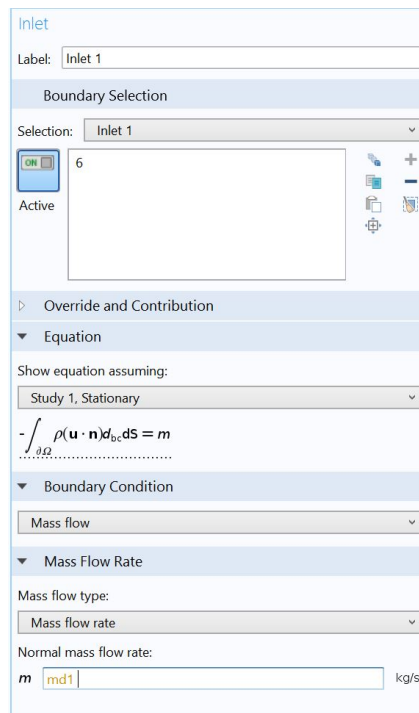 Inlet
Label: Inlet 1
Boundary Selection
Selection: Inlet 1
ON
6
Active
Override and Contribution
Equation
Show equation assuming:
Study 1, Stationary
-∫∂Ω ρ(u · n)dbcdS = m
Boundary Condition
Mass flow
Mass Flow Rate
Mass flow type:
Mass flow rate
Normal mass flow rate:
m md1 kg/s